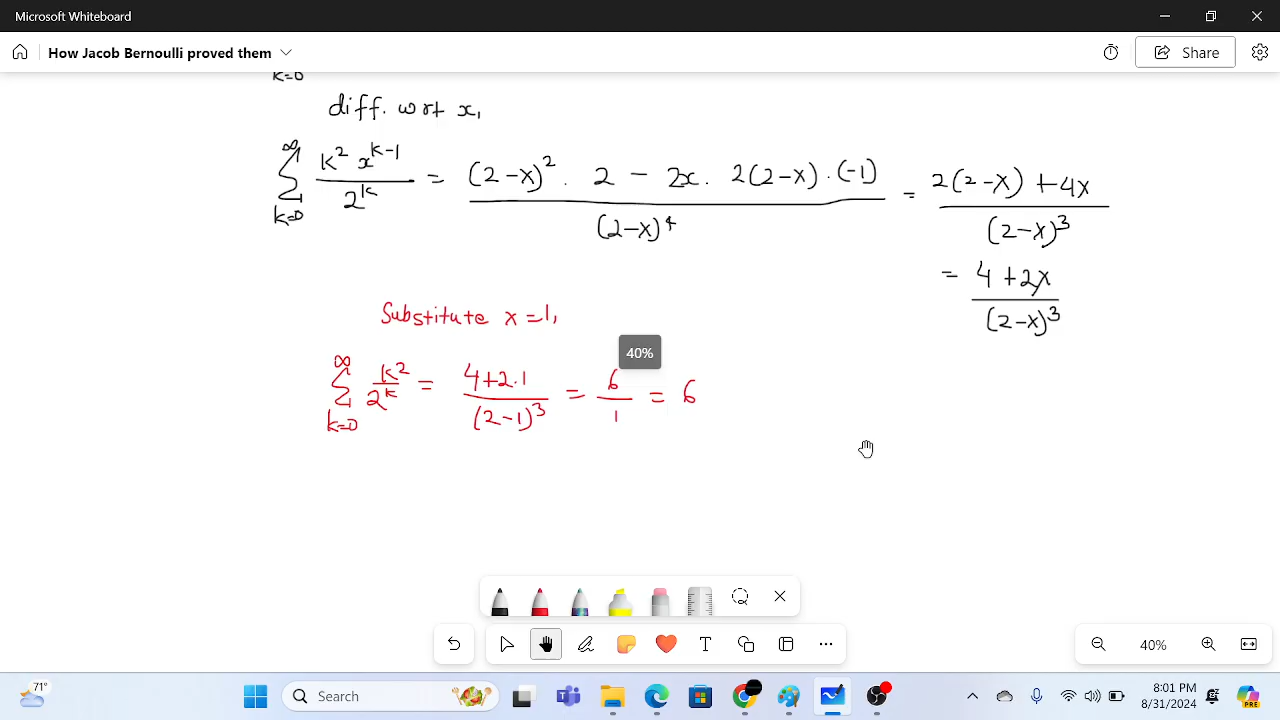 Microsoft Whiteboard
How Jacob Bernoulli proved them
Share
k=0
diff. wrt x,
∞ Σ k=0 k² x^(k-1) / 2^k = ((2-x)² . 2 - 2x . 2(2-x) . (-1)) / (2-x)⁴ = (2(2-x) + 4x) / (2-x)³
= (4 + 2x) / (2-x)³
Substitute x = 1,
40%
∞ Σ k=0 k² / 2^k = (4+2.1) / (2-1)³ = 6 / 1 = 6
40%
71°
Search
8:01 PM
8/31/2024
PRE